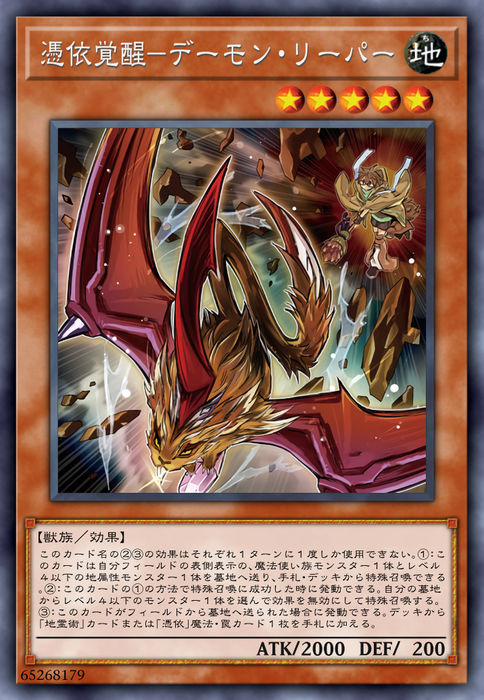 憑依覚醒－デーモン・リーパー
ち
地
【獣族／効果】
このカード名の②③の効果はそれぞれ１ターンに１度しか使用できない。①：こ
のカードは自分フィールドの表側表示の、魔法使い族モンスター１体とレベル
４以下の地属性モンスター１体を墓地へ送り、手札・デッキから特殊召喚できる
。②：このカードの①の方法で特殊召喚に成功した時に発動できる。自分の墓地
からレベル４以下のモンスター１体を選んで効果を無効にして特殊召喚する。
③：このカードがフィールドから墓地へ送られた場合に発動できる。デッキから
「地霊術」カードまたは「憑依」魔法・罠カード１枚を手札に加える。
ATK/2000 DEF/ 200
65268179